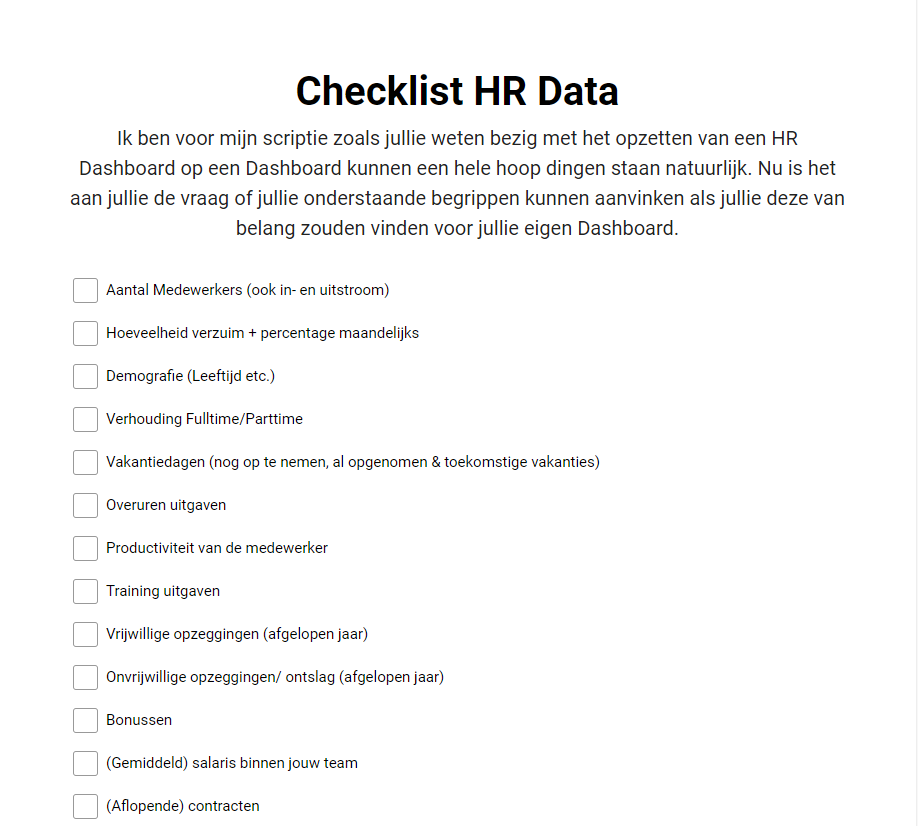 Checklist HR Data
Ik ben voor mijn scriptie zoals jullie weten bezig met het opzetten van een HR
Dashboard op een Dashboard kunnen een hele hoop dingen staan natuurlijk. Nu is het
aan jullie de vraag of jullie onderstaande begrippen kunnen aanvinken als jullie deze van
belang zouden vinden voor jullie eigen Dashboard.
Aantal Medewerkers (ook in- en uitstroom)
Hoeveelheid verzuim + percentage maandelijks
Demografie (Leeftijd etc.)
Verhouding Fulltime/Parttime
Vakantiedagen (nog op te nemen, al opgenomen & toekomstige vakanties)
Overuren uitgaven
Productiviteit van de medewerker
Training uitgaven
Vrijwillige opzeggingen (afgelopen jaar)
Onvrijwillige opzeggingen/ ontslag (afgelopen jaar)
Bonussen
(Gemiddeld) salaris binnen jouw team
(Aflopende) contracten